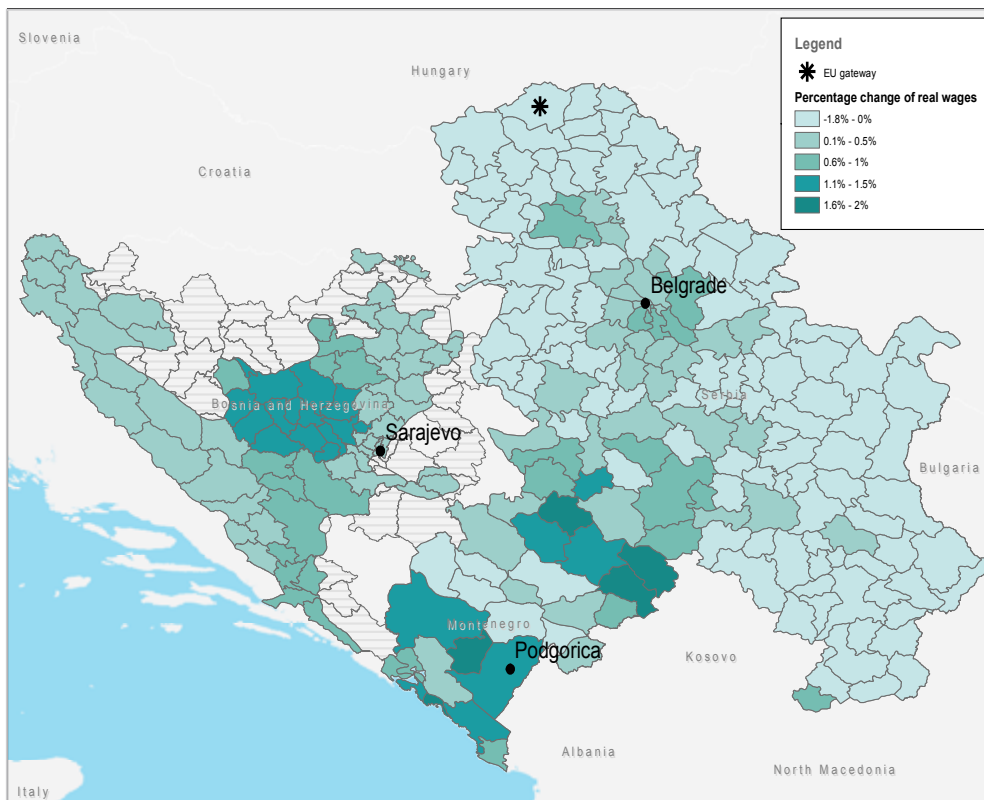 Slovenia
Hungary
Croatia
Legend
EU gateway
Percentage change of real wages
-1.8% - 0%
0.1% - 0.5%
0.6% - 1%
1.1% - 1.5%
1.6% - 2%
Belgrade
Serbia
Bosnia and Herzegovina
Sarajevo
Bulgaria
Montenegro
Podgorica
Kosovo
Albania
North Macedonia
Italy